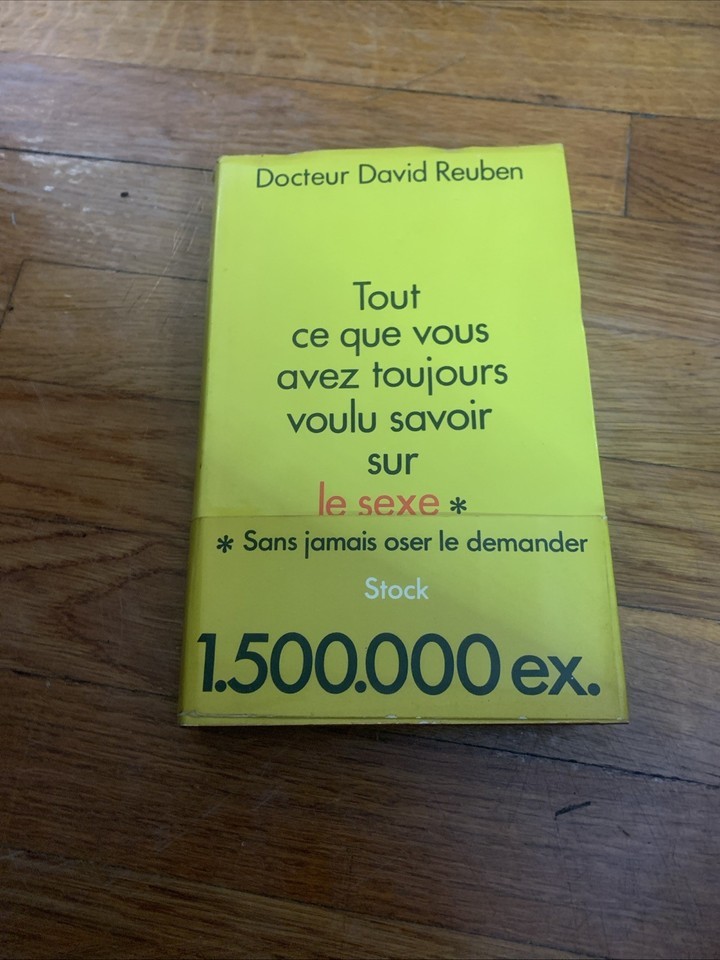 Docteur David Reuben
Tout
ce que vous
avez toujours
voulu savoir
sur
le sexe *
* Sans jamais oser le demander
Stock
1.500.000 ex.